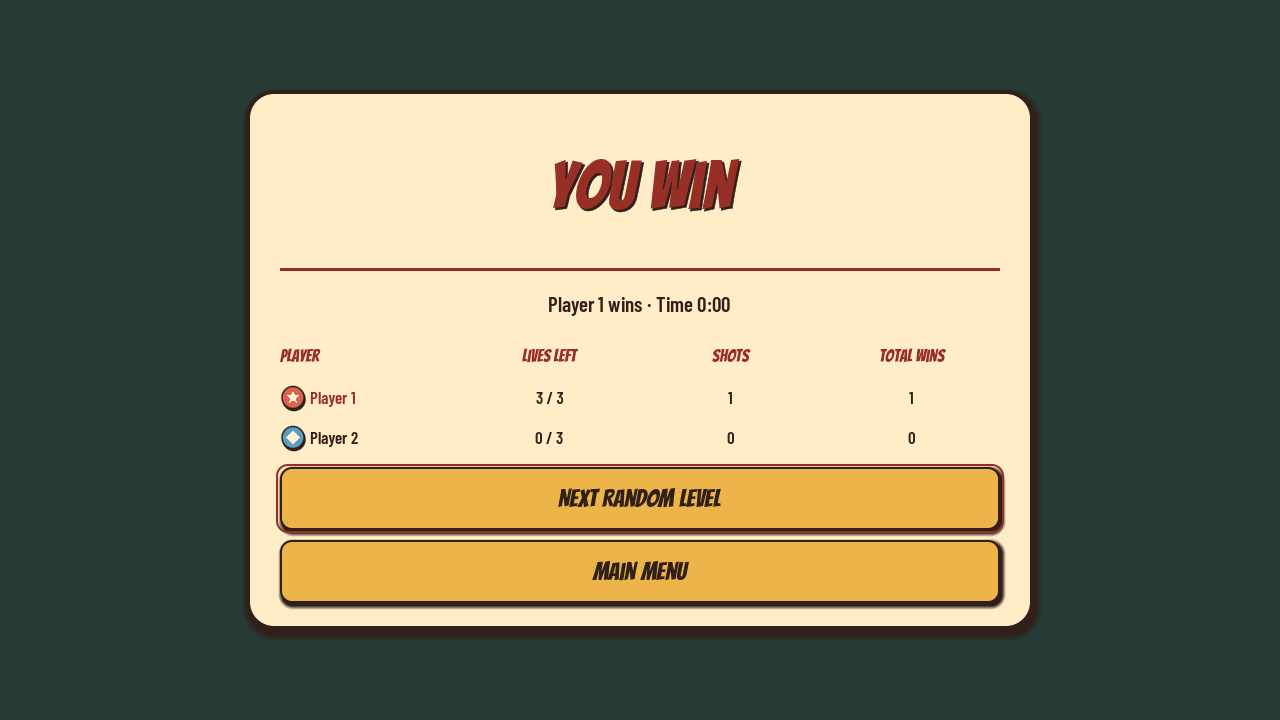 YOU WIN
Player 1 wins · Time 0:00
PLAYER LIVES LEFT SHOTS TOTAL WINS
Player 1 3 / 3 1 1
Player 2 0 / 3 0 0
NEXT RANDOM LEVEL
MAIN MENU